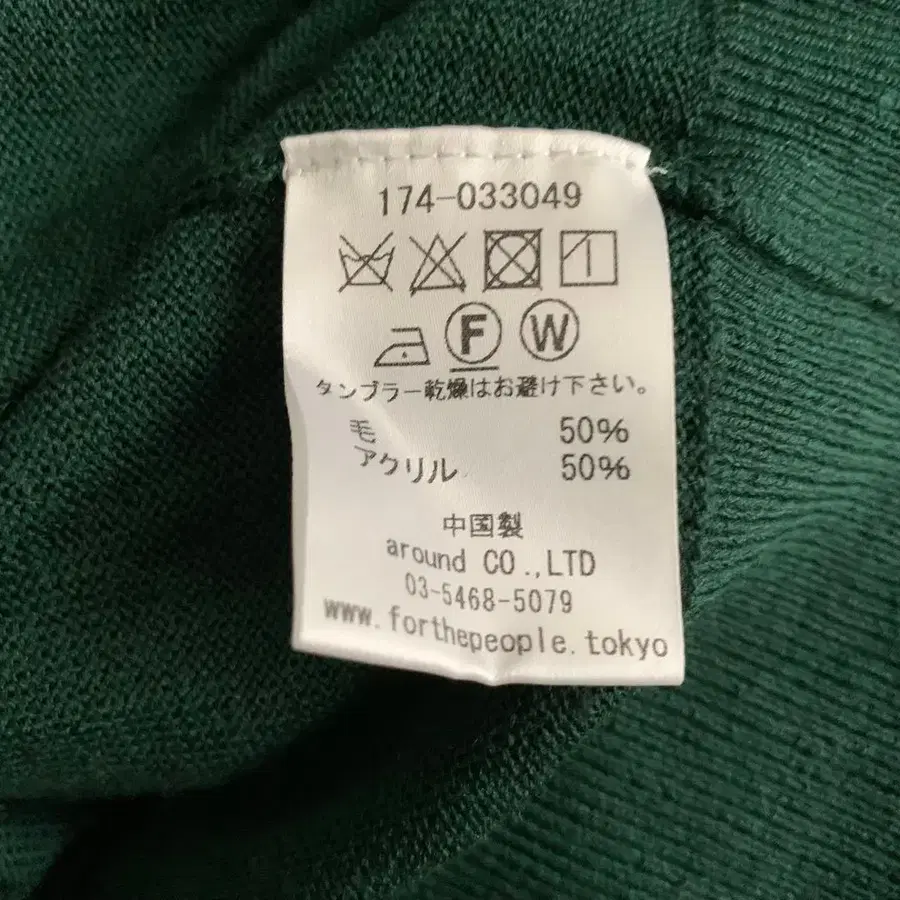 174-033049
F W
タンブラー乾燥はお避け下さい。
毛 50%
アクリル 50%
中国製
around CO.,LTD
03-5468-5079
www.forthepeople.tokyo